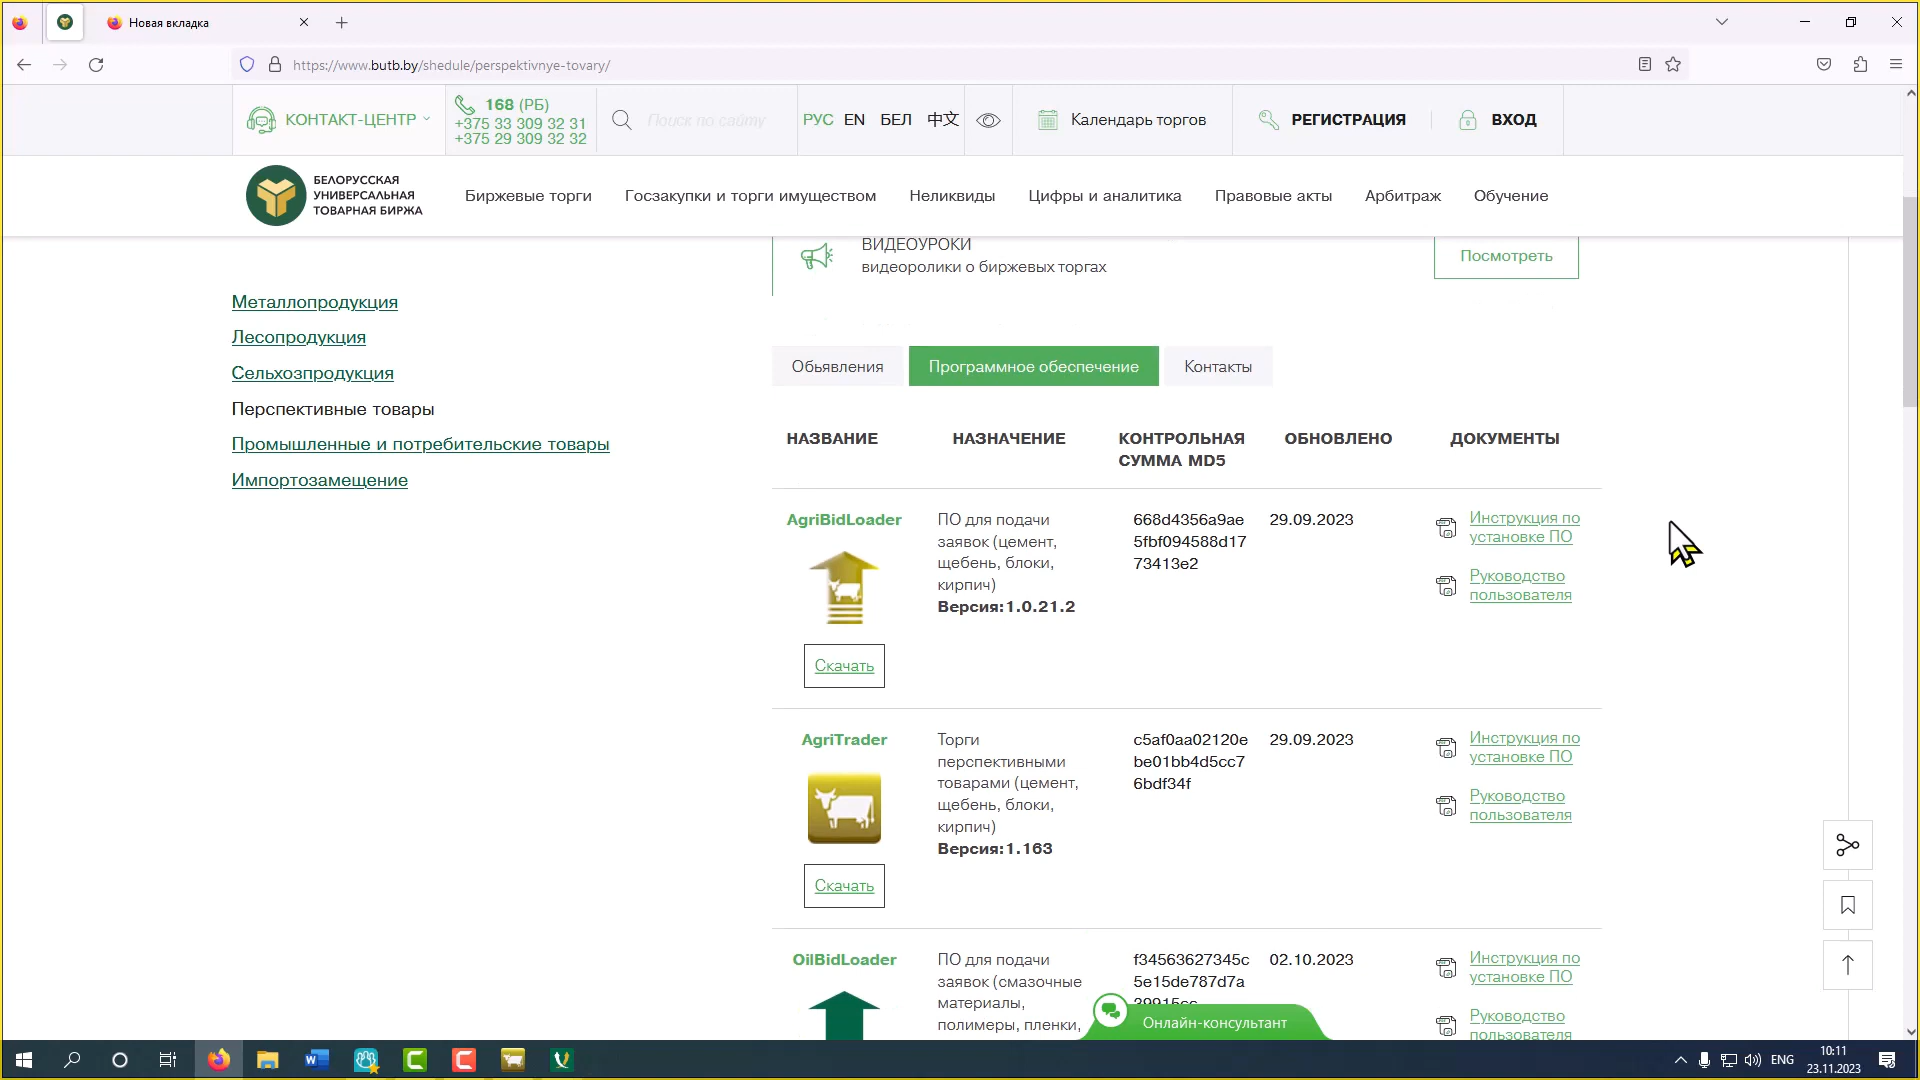 Новая вкладка
https://www.butb.by/shedule/perspektivnye-tovary/
КОНТАКТ-ЦЕНТР
168 (РБ)
+375 33 309 32 31
+375 29 309 32 32
Поиск по сайту
РУС EN БЕЛ 中文
Календарь торгов
РЕГИСТРАЦИЯ
ВХОД
БЕЛОРУССКАЯ
УНИВЕРСАЛЬНАЯ
ТОВАРНАЯ БИРЖА
Биржевые торги
Госзакупки и торги имуществом
Неликвиды
Цифры и аналитика
Правовые акты
Арбитраж
Обучение
ВИДЕОУРОКИ
видеоролики о биржевых торгах
Посмотреть
Металлопродукция
Лесопродукция
Сельхозпродукция
Перспективные товары
Промышленные и потребительские товары
Импортозамещение
Обьявления
Программное обеспечение
Контакты
НАЗВАНИЕ
НАЗНАЧЕНИЕ
КОНТРОЛЬНАЯ
СУММА MD5
ОБНОВЛЕНО
ДОКУМЕНТЫ
AgriBidLoader
Скачать
ПО для подачи
заявок (цемент,
щебень, блоки,
кирпич)
Версия:1.0.21.2
668d4356a9ae
5fbf094588d17
73413e2
29.09.2023
Инструкция по
установке ПО
Руководство
пользователя
AgriTrader
Скачать
Торги
перспективными
товарами (цемент,
щебень, блоки,
кирпич)
Версия:1.163
c5af0aa02120e
be01bb4d5cc7
6bdf34f
29.09.2023
Инструкция по
установке ПО
Руководство
пользователя
OilBidLoader
ПО для подачи
заявок (смазочные
материалы,
полимеры, пленки,
f34563627345c
5e15de787d7a
02.10.2023
Инструкция по
установке ПО
Руководство
пользователя
Онлайн-консультант
ENG
10:11
23.11.2023